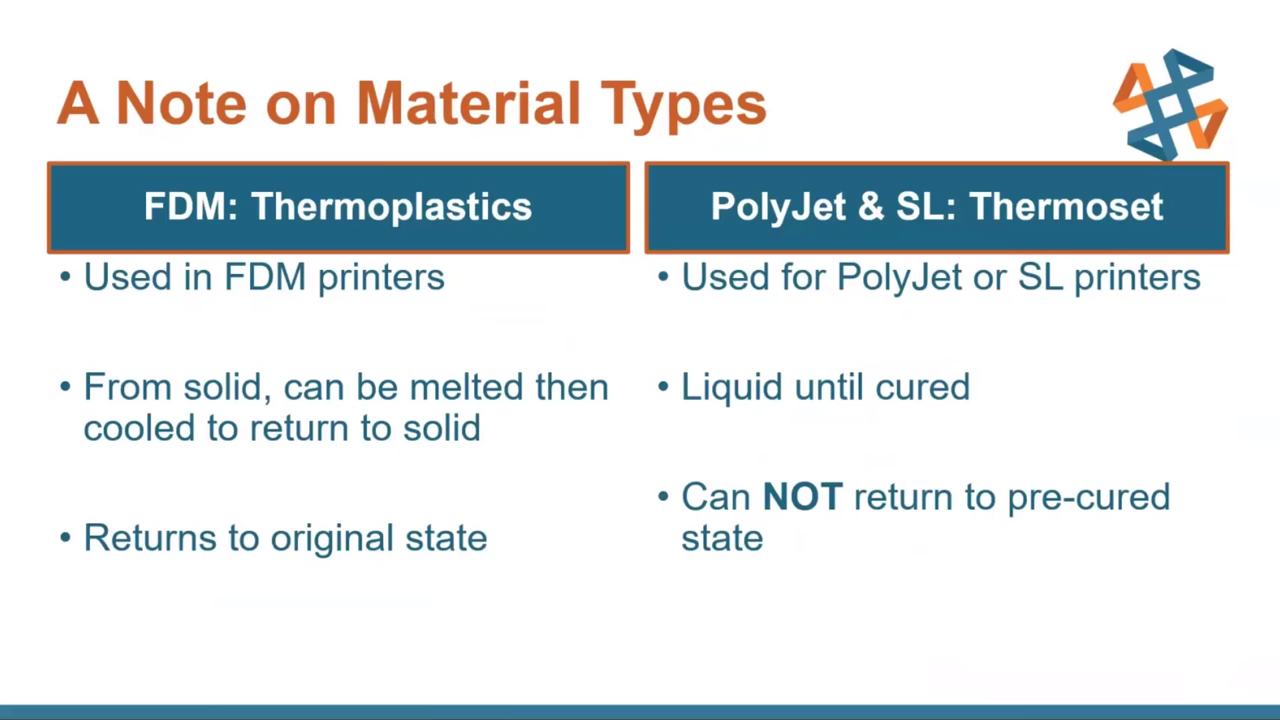 A Note on Material Types
FDM: Thermoplastics
• Used in FDM printers
• From solid, can be melted then
cooled to return to solid
• Returns to original state
PolyJet & SL: Thermoset
• Used for PolyJet or SL printers
• Liquid until cured
• Can NOT return to pre-cured
state